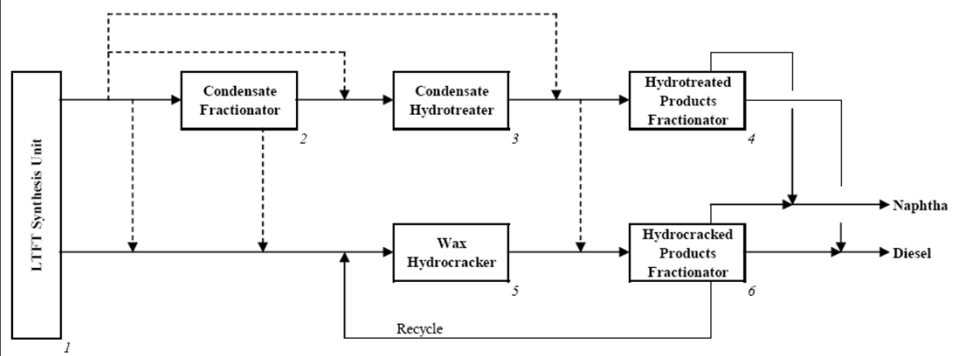 LTFT Synthesis Unit
1
Condensate
Fractionator
2
Condensate
Hydrotreater
3
Hydrotreated
Products
Fractionator
4
Wax
Hydrocracker
5
Hydrocracked
Products
Fractionator
6
Naphtha
Diesel
Recycle